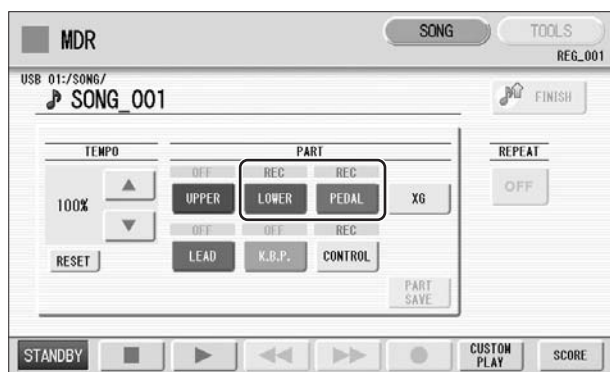 MDR
SONG
TOOLS
REG_001
USB 01:/SONG/
SONG_001
FINISH
TEMPO
PART
REPEAT
OFF
REC
REC
100%
UPPER
LOWER
PEDAL
XG
OFF
OFF
OFF
REC
RESET
LEAD
K.B.P.
CONTROL
PART
SAVE
STANDBY
CUSTOM
PLAY
SCORE